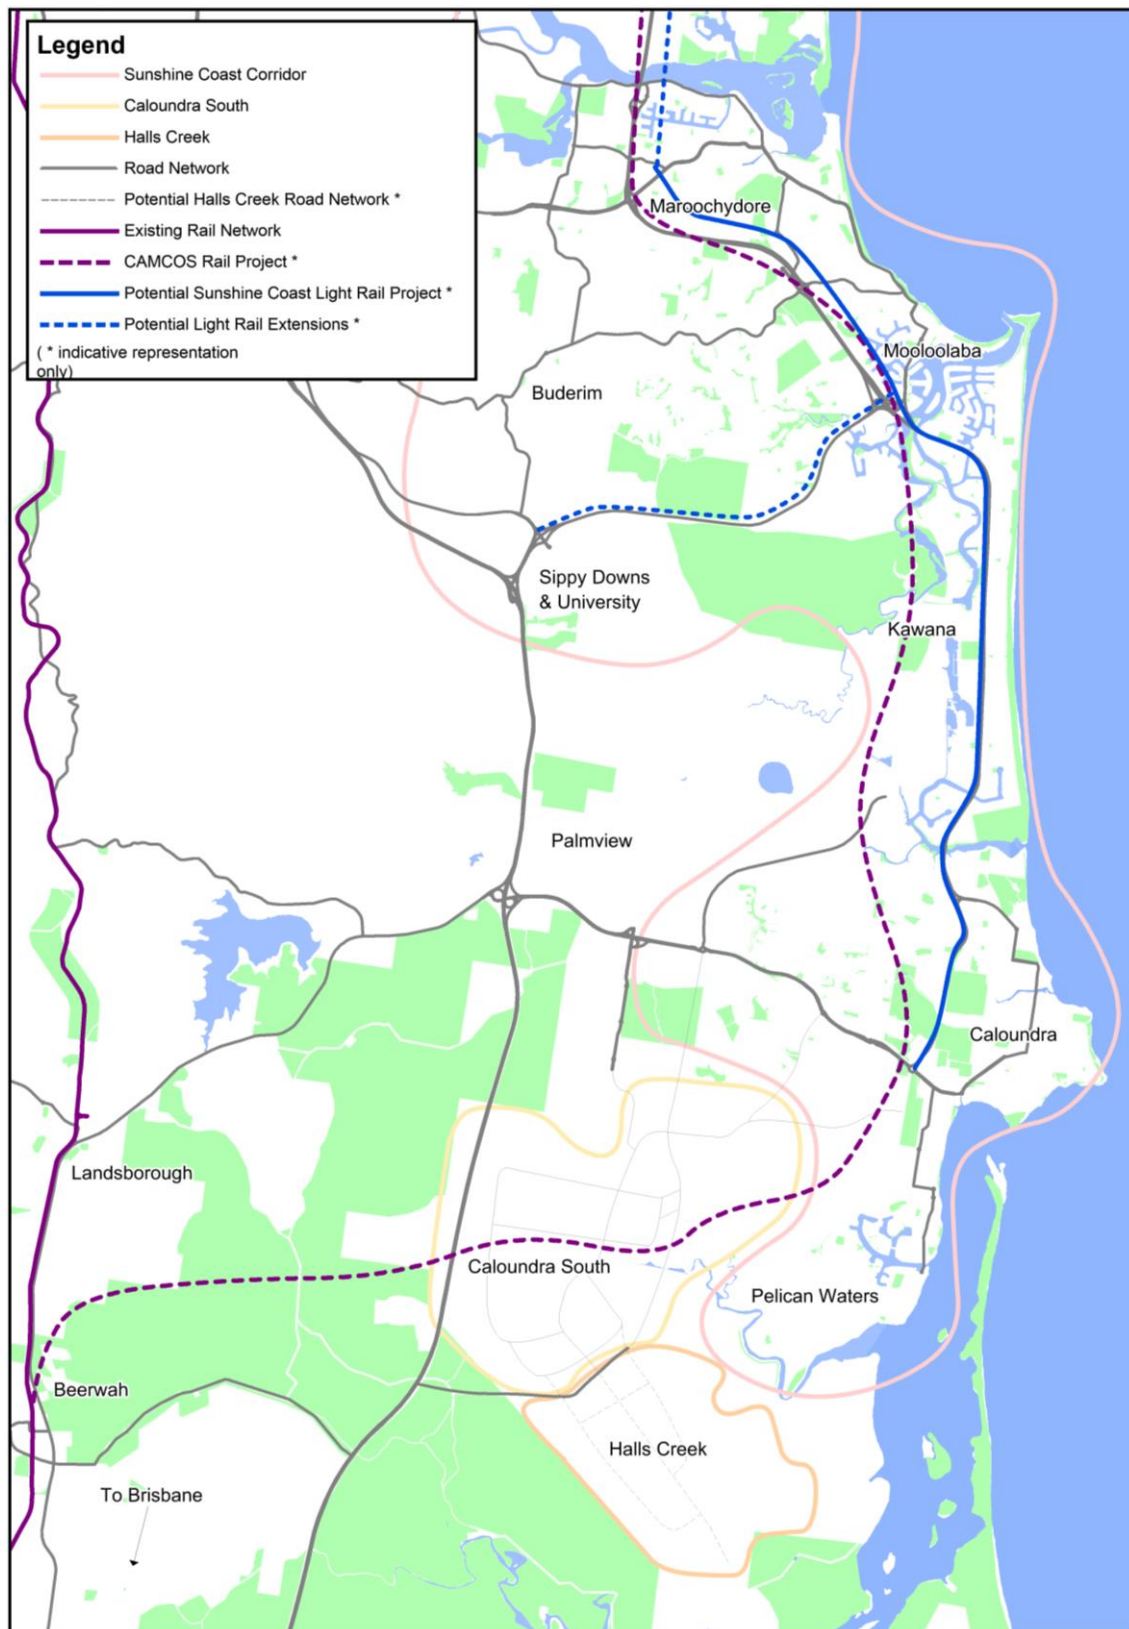 Legend
Sunshine Coast Corridor
Caloundra South
Halls Creek
Road Network
Potential Halls Creek Road Network *
Existing Rail Network
CAMCOS Rail Project *
Potential Sunshine Coast Light Rail Project *
Potential Light Rail Extensions *
( * indicative representation
only)
Maroochydore
Mooloolaba
Buderim
Sippy Downs
& University
Kawana
Palmview
Caloundra
Landsborough
Caloundra South
Pelican Waters
Beerwah
Halls Creek
To Brisbane